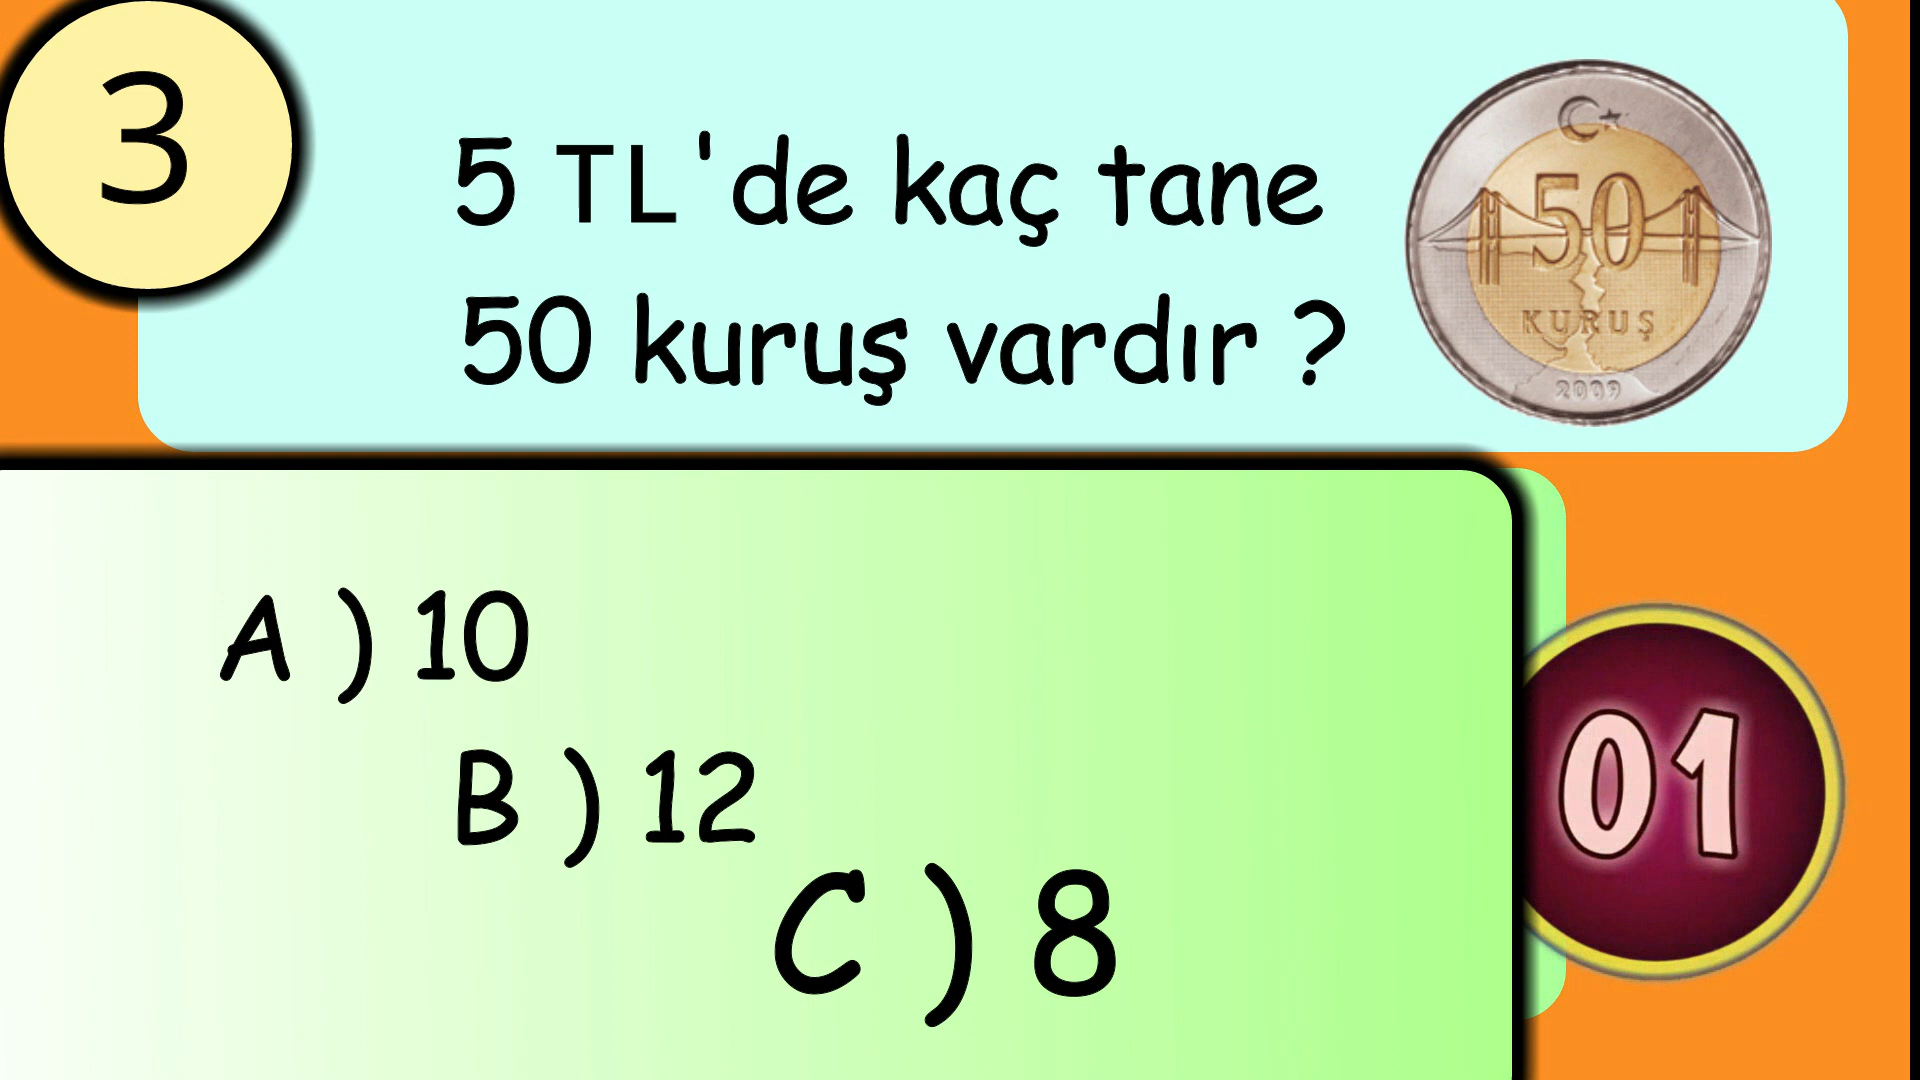 3
5 TL'de kaç tane
50 kuruş vardır ?
50
KURUŞ
2009
A ) 10
B ) 12
C ) 8
01